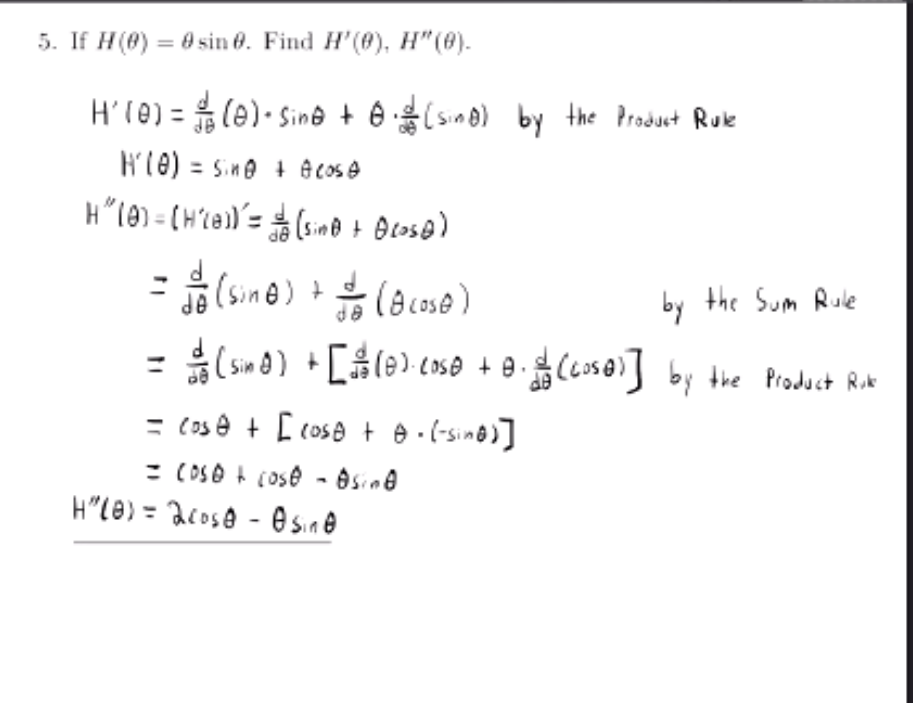 5. If H(θ) = θ sin θ. Find H′(θ), H″(θ).
H'(θ) = d/dθ (θ) · sinθ + θ · d/dθ (sinθ) by the Product Rule
H'(θ) = sinθ + θcosθ
H"(θ) = (H'(θ))' = d/dθ (sinθ + θcosθ)
= d/dθ (sinθ) + d/dθ (θcosθ) by the Sum Rule
= d/dθ (sinθ) + [d/dθ (θ) · cosθ + θ · d/dθ (cosθ)] by the Product Rule
= cosθ + [cosθ + θ · (-sinθ)]
= cosθ + cosθ - θsinθ
H"(θ) = 2cosθ - θsinθ